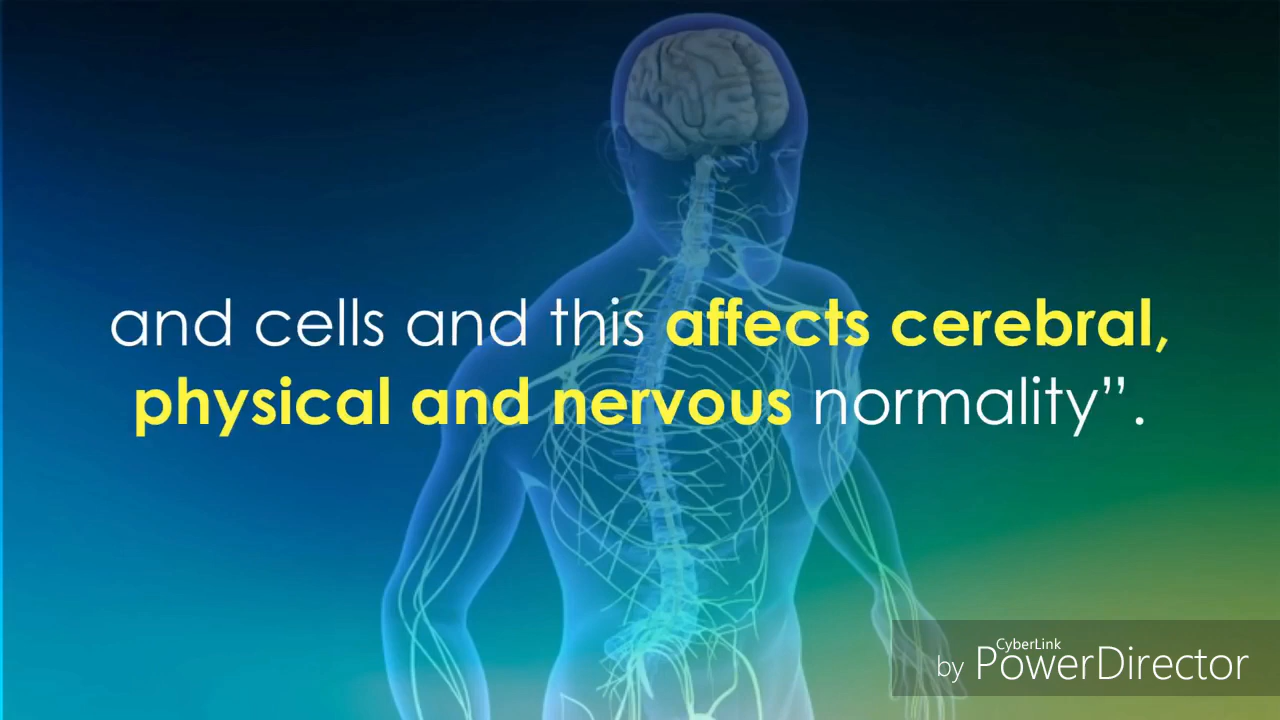 and cells and this affects cerebral,
physical and nervous normality”.
CyberLink
by PowerDirector